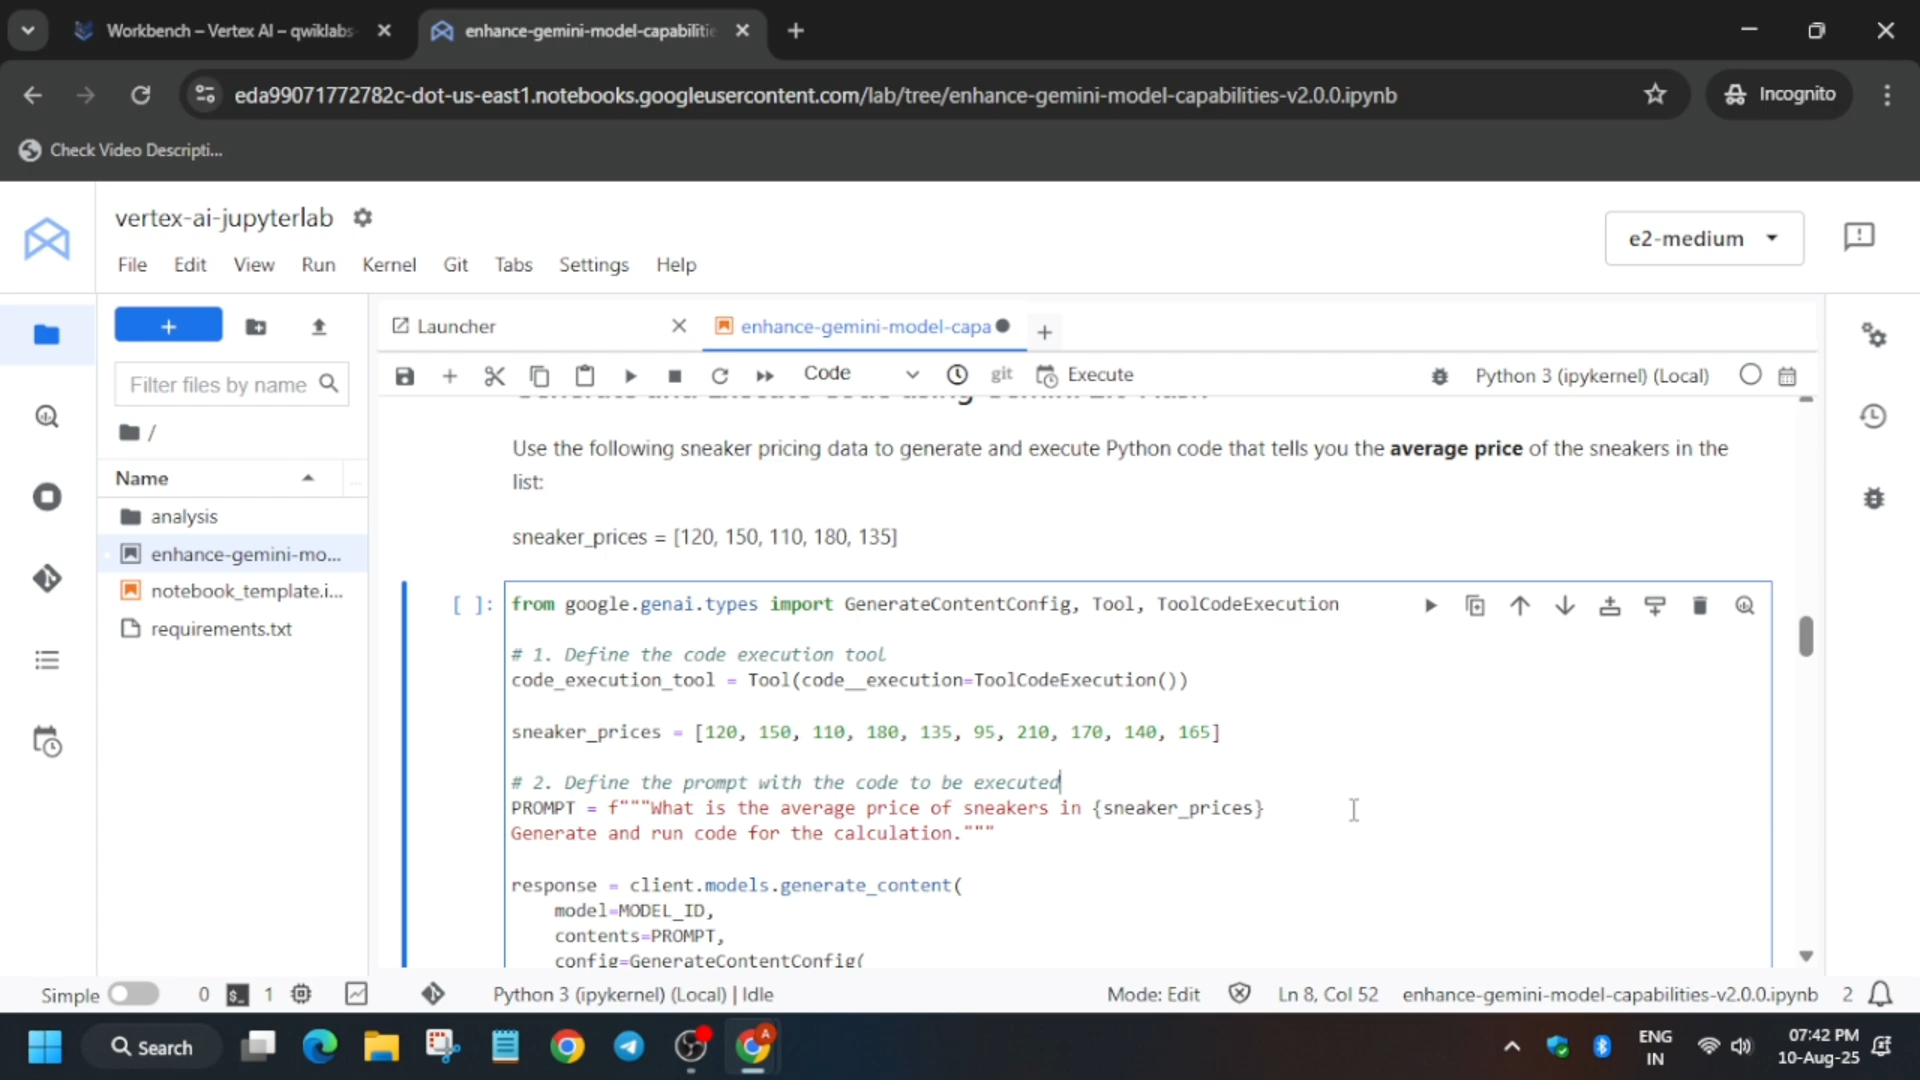 Workbench – Vertex AI – qwiklabs-
enhance-gemini-model-capabilitie
eda99071772782c-dot-us-east1.notebooks.googleusercontent.com/lab/tree/enhance-gemini-model-capabilities-v2.0.0.ipynb
Incognito
Check Video Descripti...
vertex-ai-jupyterlab
e2-medium
File Edit View Run Kernel Git Tabs Settings Help
Launcher
enhance-gemini-model-capa
Filter files by name
Code
git
Execute
Python 3 (ipykernel) (Local)
/
Name
analysis
enhance-gemini-mo...
notebook_template.i...
requirements.txt
Generate and Execute Code using Gemini 2.0 Flash
Use the following sneaker pricing data to generate and execute Python code that tells you the average price of the sneakers in the
list:
sneaker_prices = [120, 150, 110, 180, 135]
[ ]:
from google.genai.types import GenerateContentConfig, Tool, ToolCodeExecution
# 1. Define the code execution tool
code_execution_tool = Tool(code__execution=ToolCodeExecution())
sneaker_prices = [120, 150, 110, 180, 135, 95, 210, 170, 140, 165]
# 2. Define the prompt with the code to be executed
PROMPT = f"""What is the average price of sneakers in {sneaker_prices}
Generate and run code for the calculation."""
response = client.models.generate_content(
model=MODEL_ID,
contents=PROMPT,
config=GenerateContentConfig(
Simple
0
1
Python 3 (ipykernel) (Local) | Idle
Mode: Edit
Ln 8, Col 52
enhance-gemini-model-capabilities-v2.0.0.ipynb
2
Search
A
ENG
IN
07:42 PM
10-Aug-25